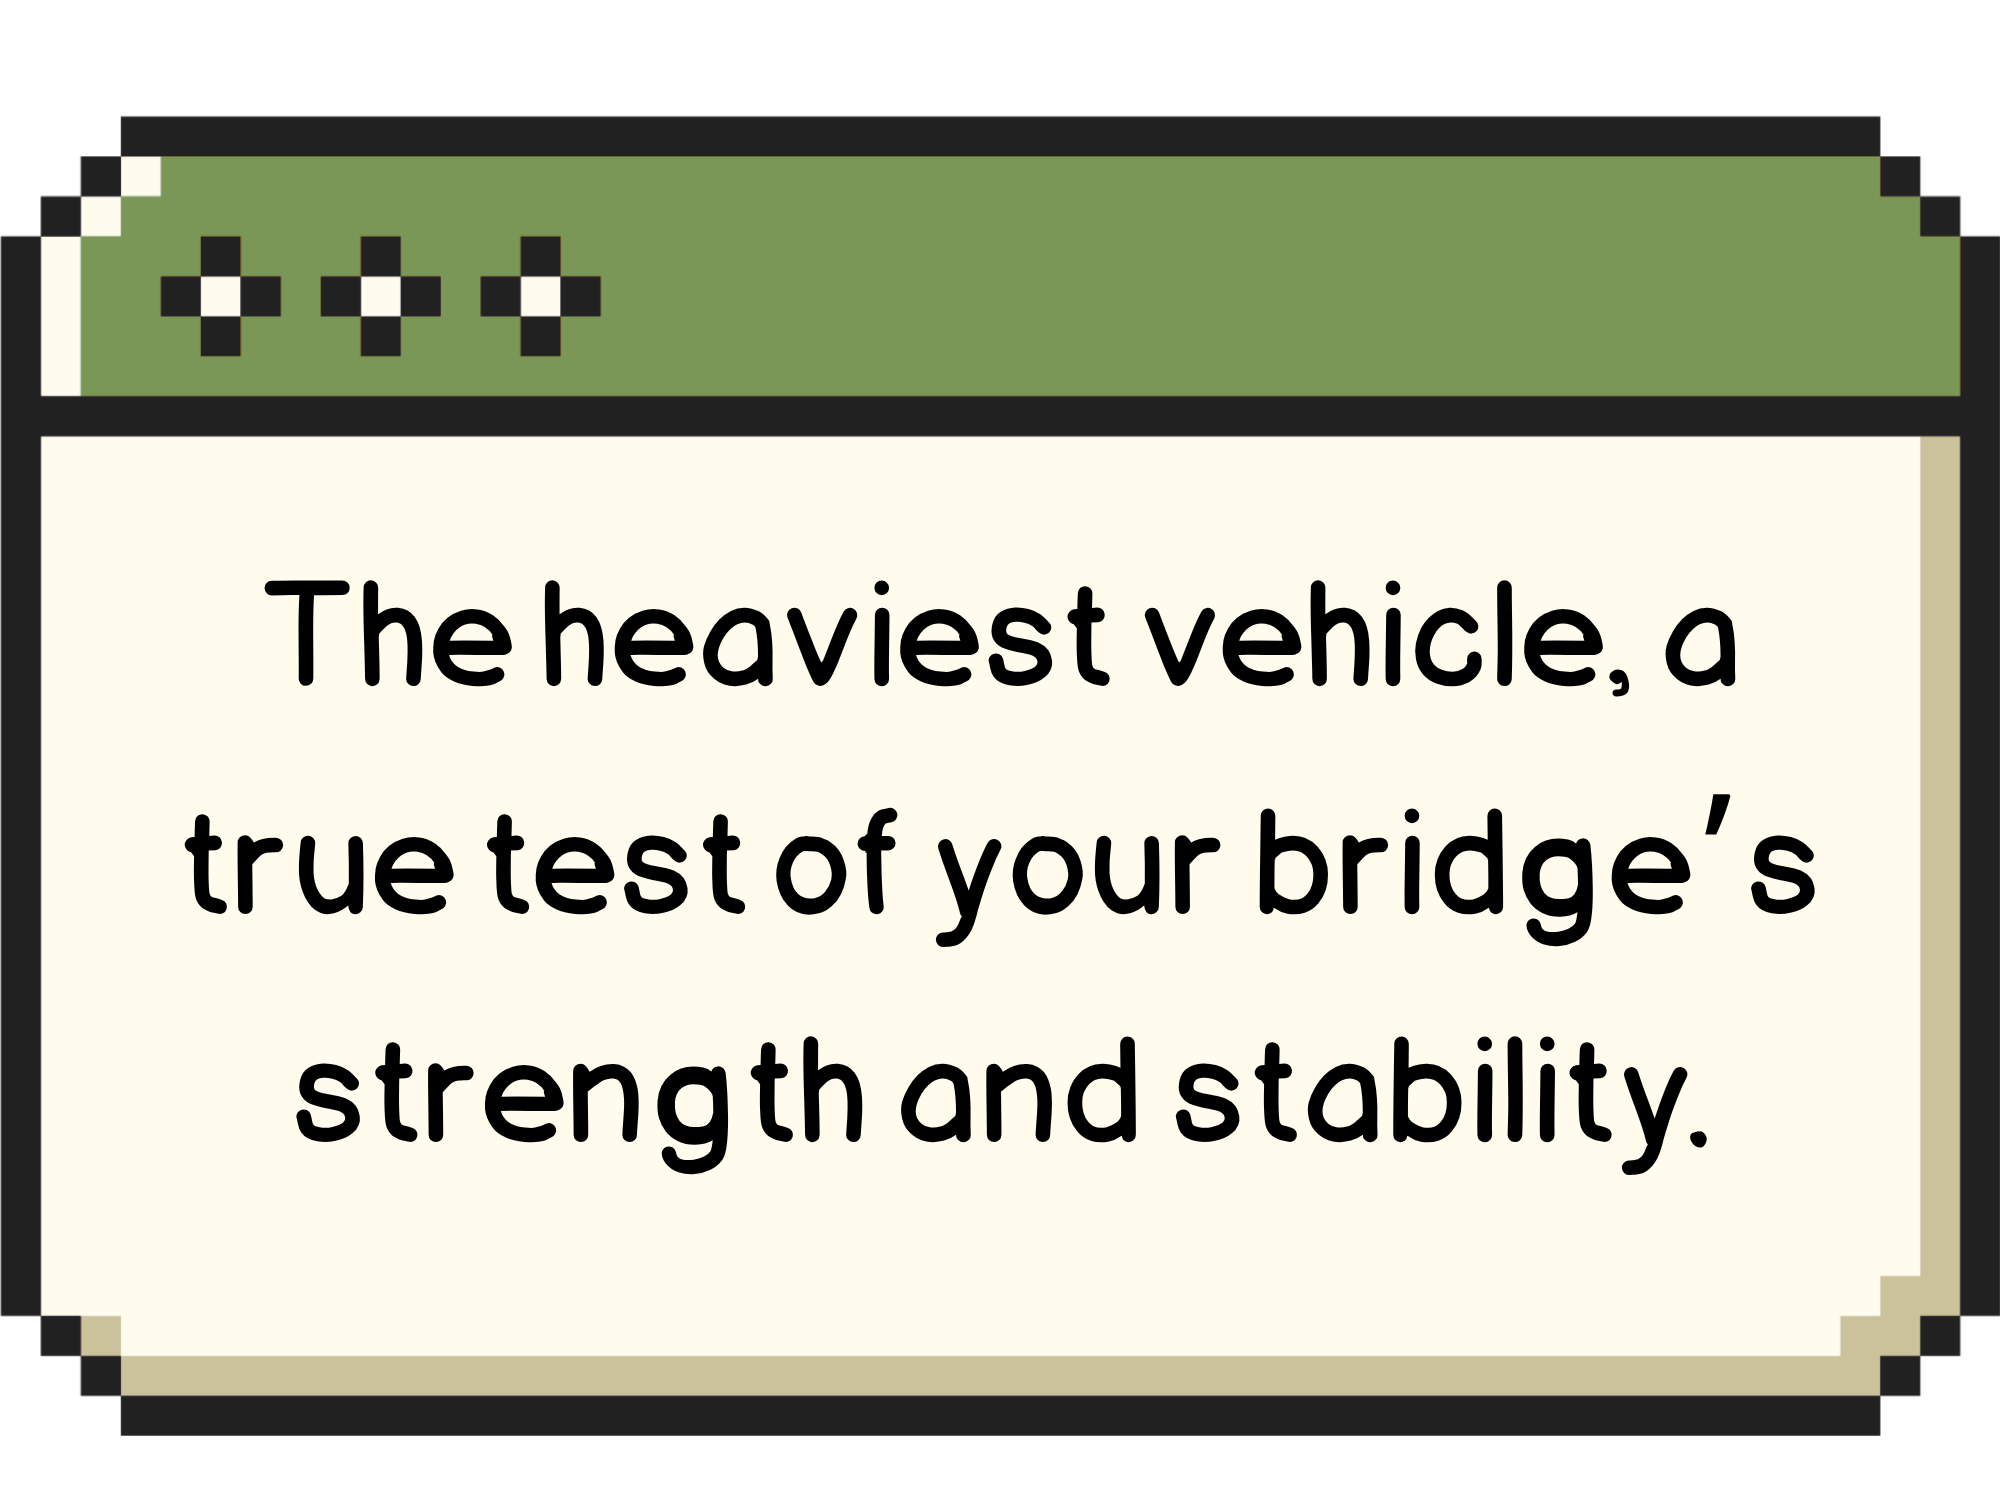 The heaviest vehicle, a
true test of your bridge's
strength and stability.